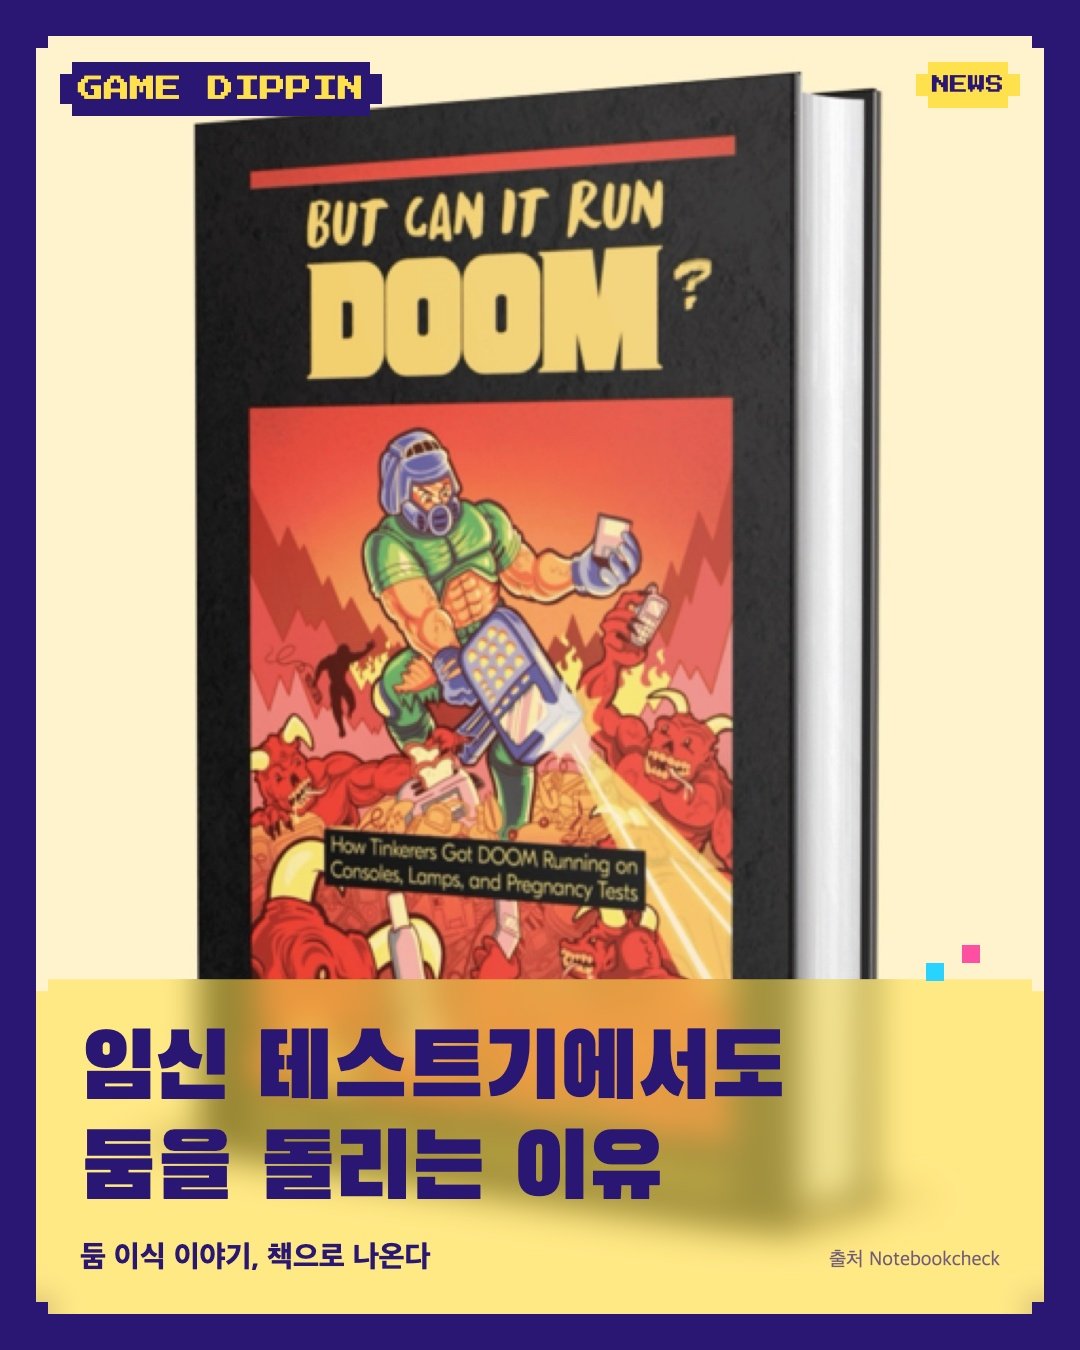 GAME DIPPIN
NEWS
BUT CAN IT RUN
DOOM?
How Tinkerers Got DOOM Running on
Consoles, Lamps, and Pregnancy Tests
임신 테스트기에서도
둠을 돌리는 이유
둠 이식 이야기, 책으로 나온다
출처 Notebookcheck